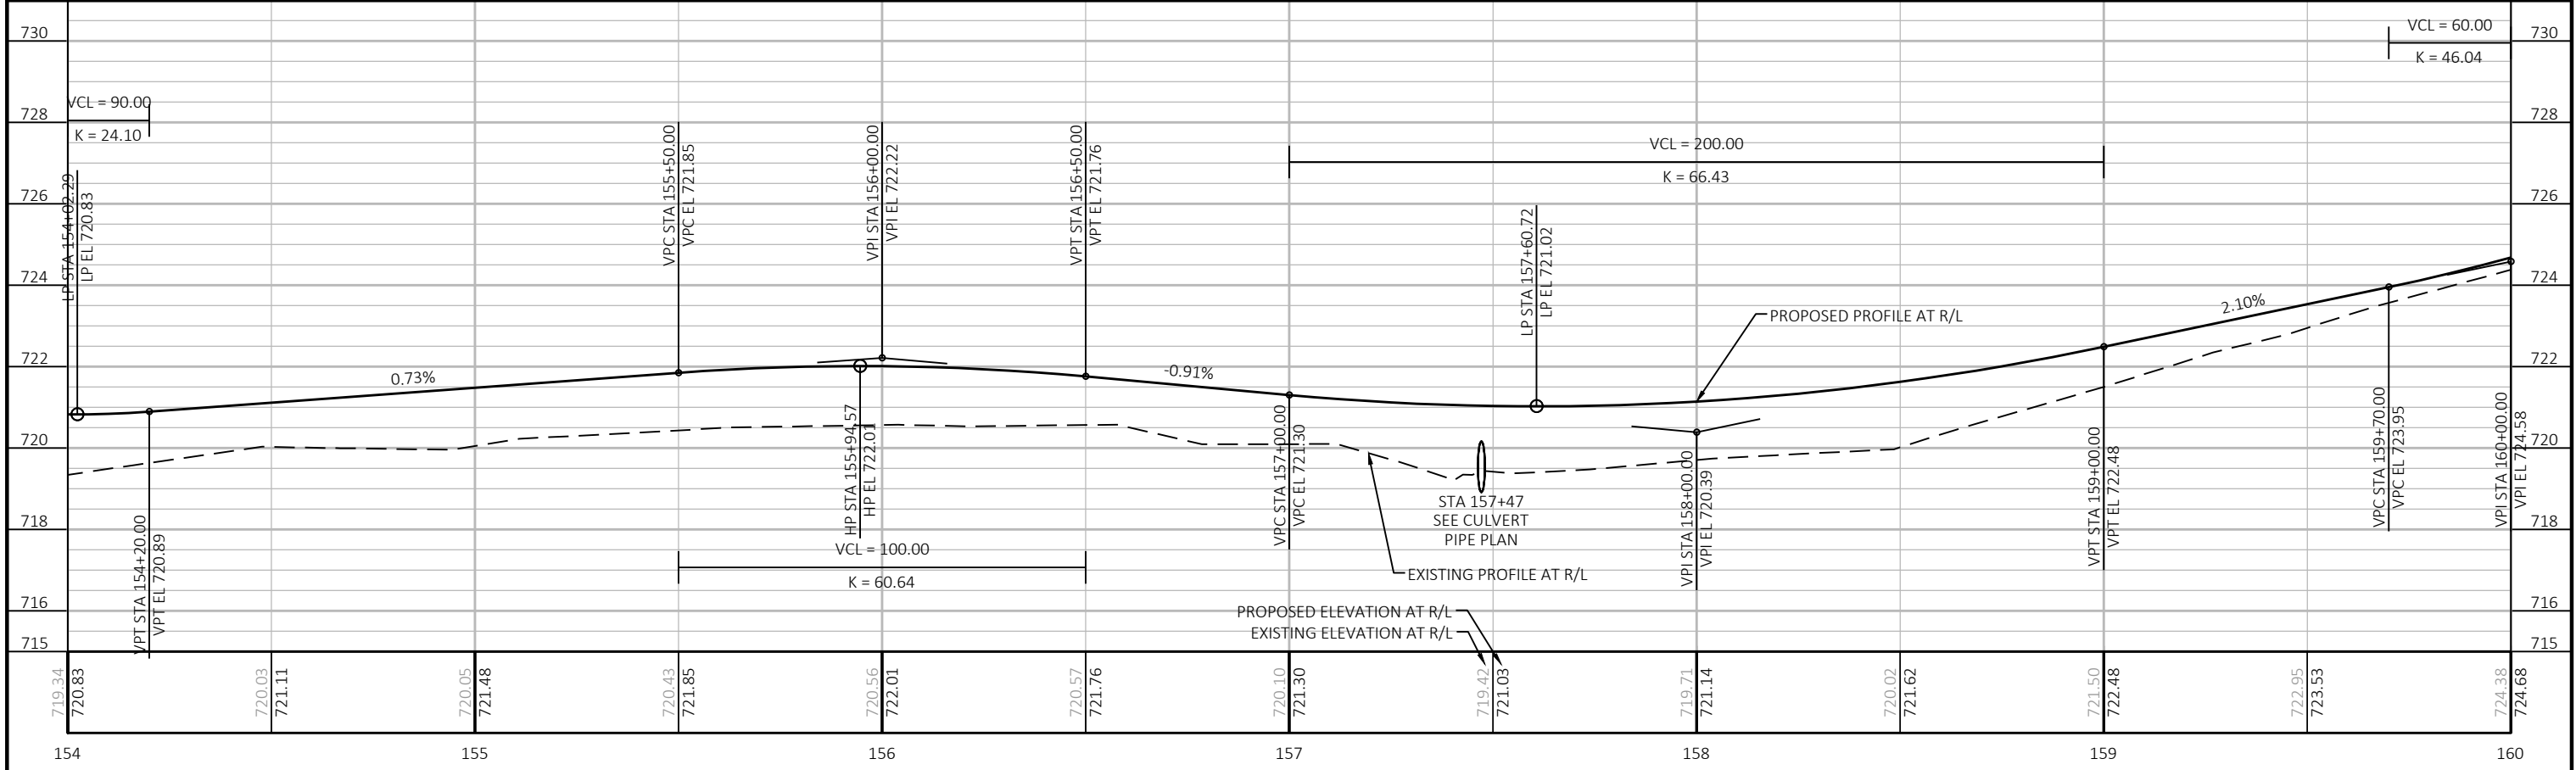 730
728
726
724
722
720
718
716
715
730
728
726
724
722
720
718
716
715
VCL = 90.00
K = 24.10
LP STA 154+02.29
LP EL 720.83
VPT STA 154+20.00
VPT EL 720.89
0.73%
VPC STA 155+50.00
VPC EL 721.85
VPI STA 156+00.00
VPI EL 722.22
VPT STA 156+50.00
VPT EL 721.76
HP STA 155+94.57
HP EL 722.01
VCL = 100.00
K = 60.64
-0.91%
VPC STA 157+00.00
VPC EL 721.30
VCL = 200.00
K = 66.43
LP STA 157+60.72
LP EL 721.02
PROPOSED PROFILE AT R/L
STA 157+47
SEE CULVERT
PIPE PLAN
EXISTING PROFILE AT R/L
PROPOSED ELEVATION AT R/L
EXISTING ELEVATION AT R/L
VPI STA 158+00.00
VPI EL 720.39
VPT STA 159+00.00
VPT EL 722.48
2.10%
VCL = 60.00
K = 46.04
VPC STA 159+70.00
VPC EL 723.95
VPI STA 160+00.00
VPI EL 724.58
719.34
720.83
720.03
721.11
720.05
721.48
720.43
721.85
720.56
722.01
720.57
721.76
720.10
721.30
719.42
721.03
719.71
721.14
720.02
721.62
721.50
722.48
722.95
723.53
724.38
724.68
154
155
156
157
158
159
160